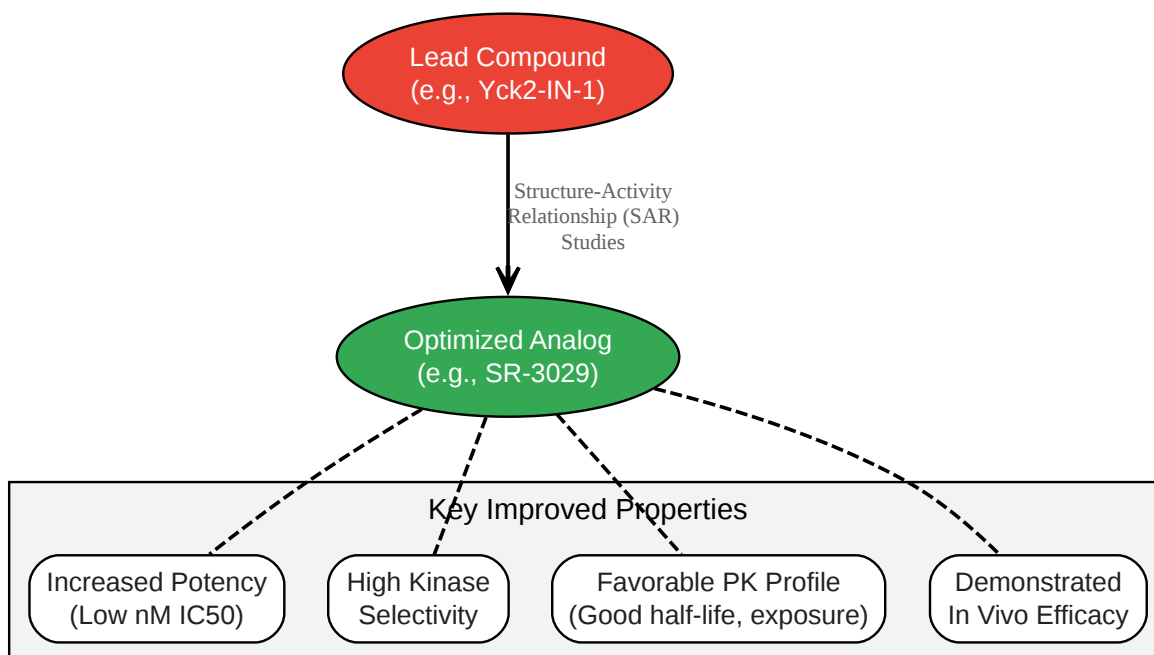 Lead Compound
(e.g., Yck2-IN-1)
Structure-Activity
Relationship (SAR)
Studies
Optimized Analog
(e.g., SR-3029)
Key Improved Properties
Increased Potency
(Low nM IC50)
High Kinase
Selectivity
Favorable PK Profile
(Good half-life, exposure)
Demonstrated
In Vivo Efficacy